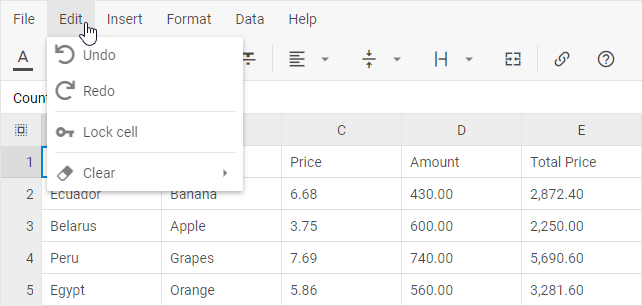 File Edit Insert Format Data Help
A
Undo
Redo
Lock cell
Clear
Coun
C D E
1 Price Amount Total Price
2 Ecuador Banana 6.68 430.00 2,872.40
3 Belarus Apple 3.75 600.00 2,250.00
4 Peru Grapes 7.69 740.00 5,690.60
5 Egypt Orange 5.86 560.00 3,281.60